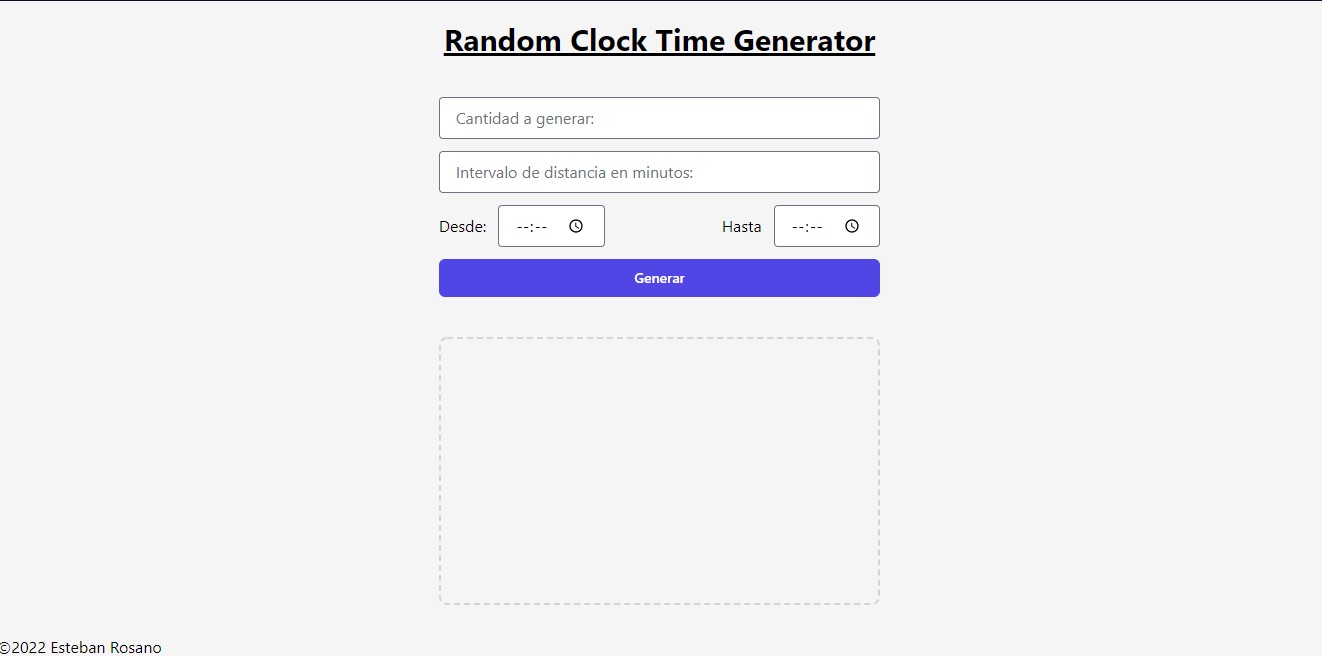 Random Clock Time Generator
Cantidad a generar:
Intervalo de distancia en minutos:
Desde: --:-- Hasta --:--
Generar
©2022 Esteban Rosano